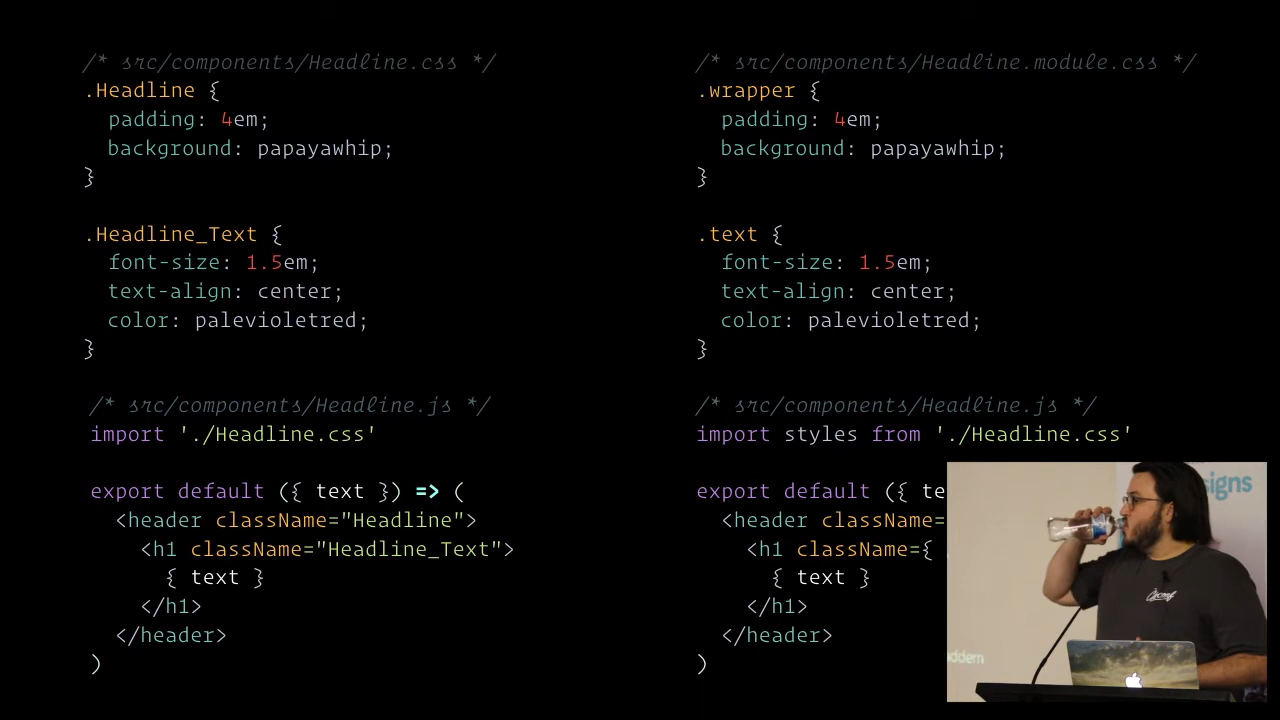 /* src/components/Headline.css */
.Headline {
padding: 4em;
background: papayawhip;
}
.Headline_Text {
font-size: 1.5em;
text-align: center;
color: palevioletred;
}
/* src/components/Headline.js */
import './Headline.css'
export default ({ text }) => (
<header className="Headline">
<h1 className="Headline_Text">
{ text }
</h1>
</header>
)
/* src/components/Headline.module.css */
.wrapper {
padding: 4em;
background: papayawhip;
}
.text {
font-size: 1.5em;
text-align: center;
color: palevioletred;
}
/* src/components/Headline.js */
import styles from './Headline.css'
export default ({ te
<header className=
<h1 className={
{ text }
</h1>
</header>
)
signs
ddern